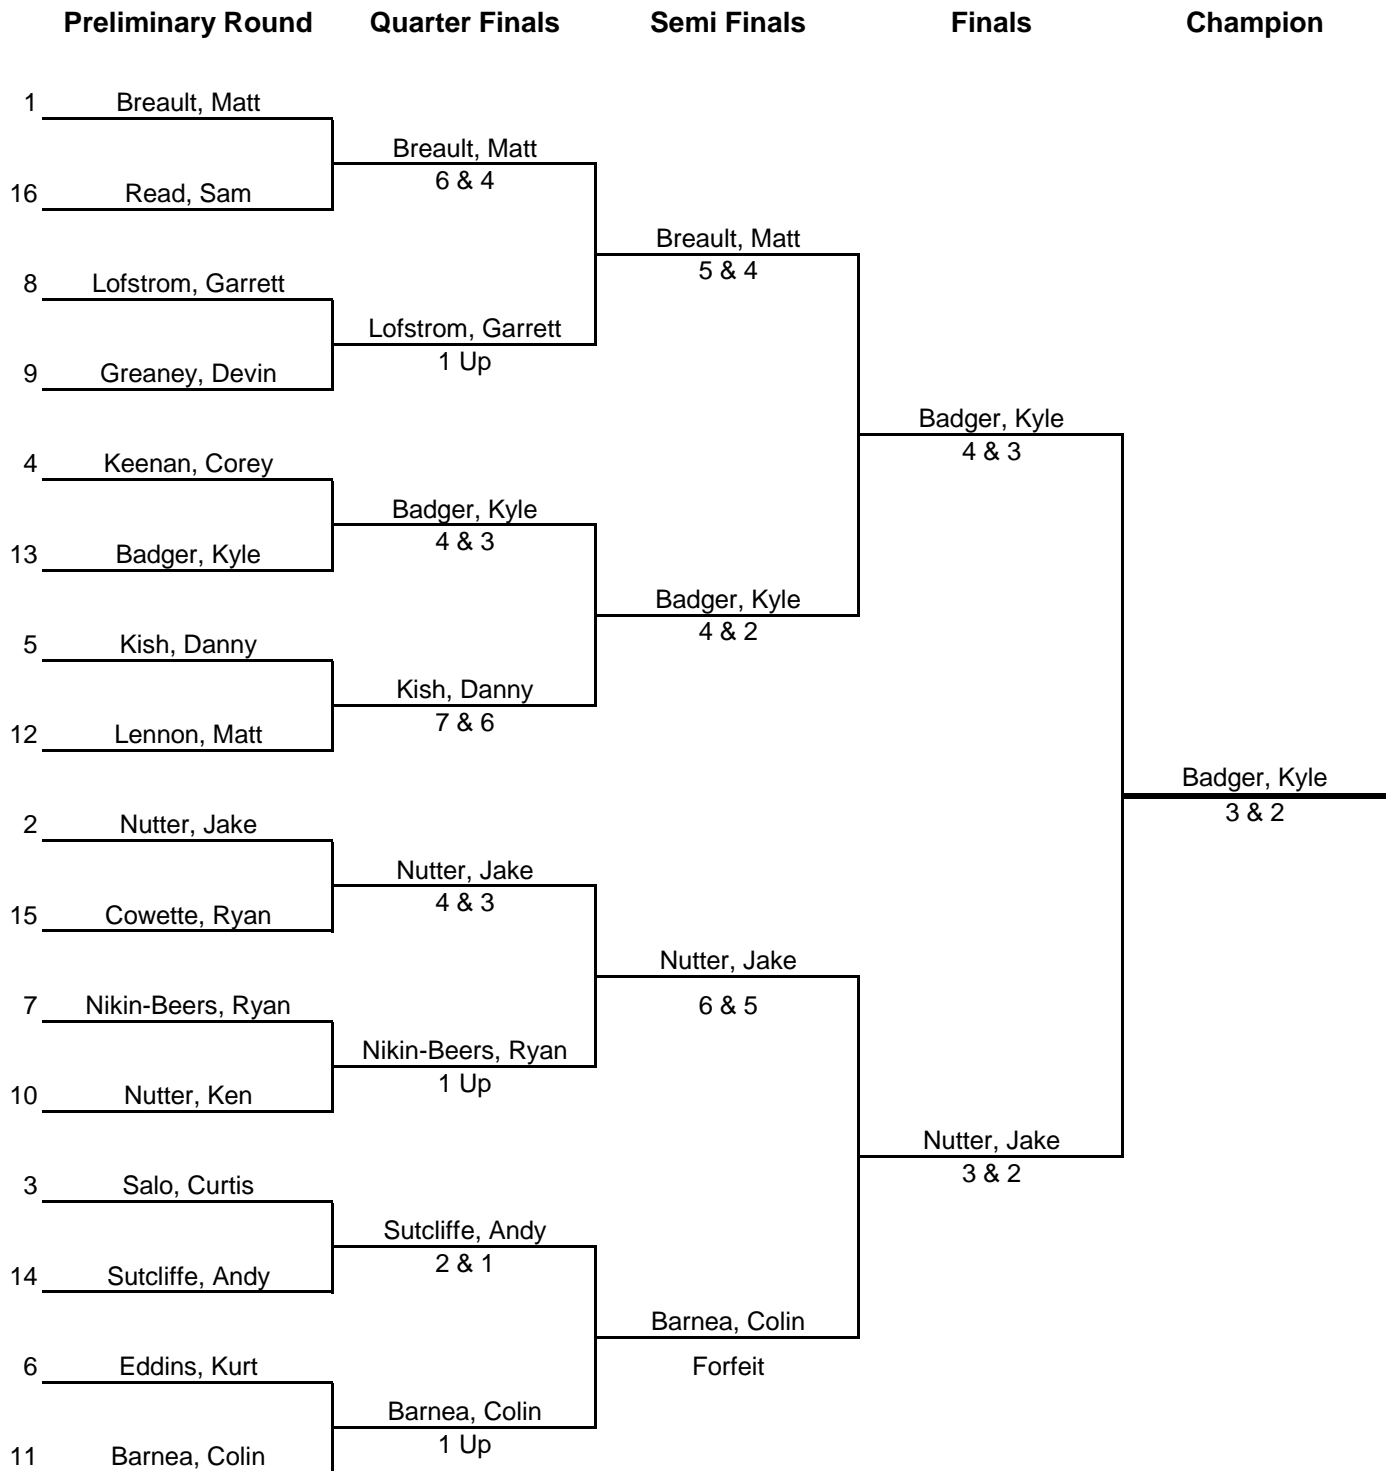 Preliminary Round Quarter Finals Semi Finals Finals Champion
1 Breault, Matt
Breault, Matt
6 & 4
16 Read, Sam
Breault, Matt
5 & 4
8 Lofstrom, Garrett
Lofstrom, Garrett
1 Up
9 Greaney, Devin
Badger, Kyle
4 & 3
4 Keenan, Corey
Badger, Kyle
4 & 3
13 Badger, Kyle
Badger, Kyle
4 & 2
5 Kish, Danny
Kish, Danny
7 & 6
12 Lennon, Matt
Badger, Kyle
3 & 2
2 Nutter, Jake
Nutter, Jake
4 & 3
15 Cowette, Ryan
Nutter, Jake
6 & 5
7 Nikin-Beers, Ryan
Nikin-Beers, Ryan
1 Up
10 Nutter, Ken
Nutter, Jake
3 & 2
3 Salo, Curtis
Sutcliffe, Andy
2 & 1
14 Sutcliffe, Andy
Barnea, Colin
Forfeit
6 Eddins, Kurt
Barnea, Colin
1 Up
11 Barnea, Colin